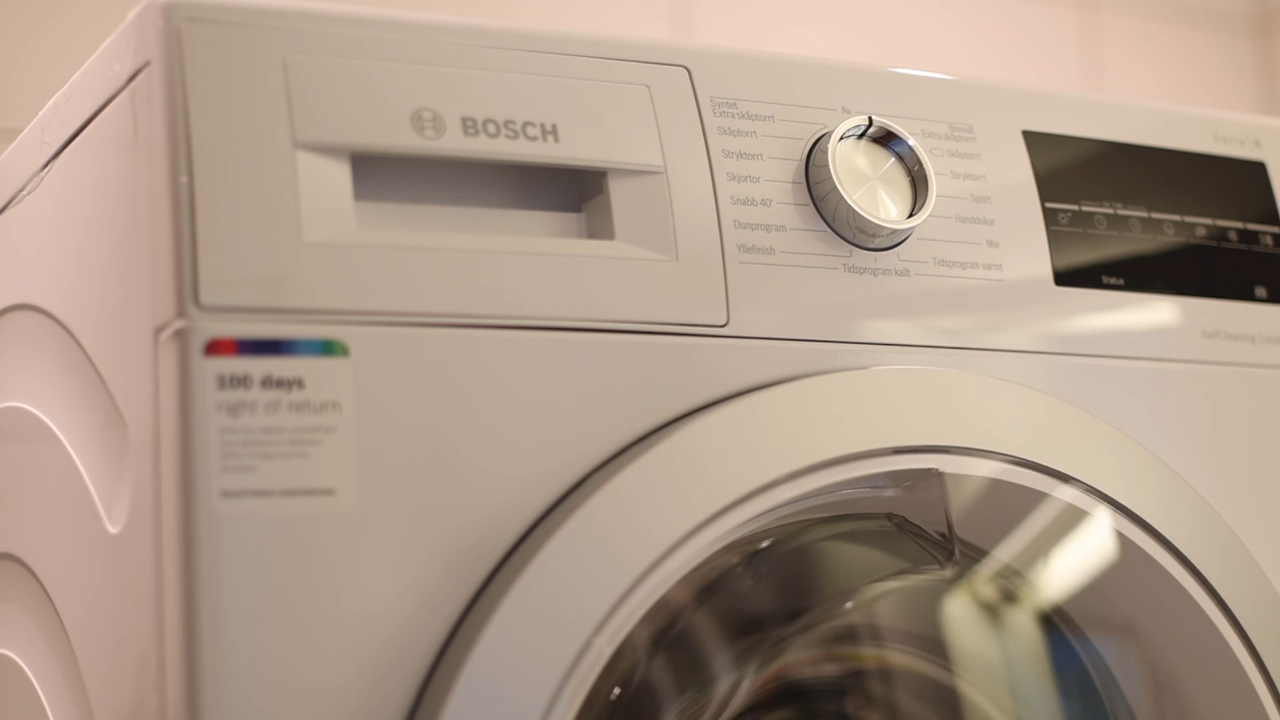 BOSCH
Av
Syntet
Extra skåptorrt
Skåptorrt
Stryktorrt
Skjortor
Snabb 40'
Dunprogram
Yllefinish
Tidsprogram kallt
Bomull
Extra skåptorrt
Skåptorrt
Stryktorrt
Sport
Handdukar
Mix
Tidsprogram varmt
Status
SelfCleaning
100 days
right of return